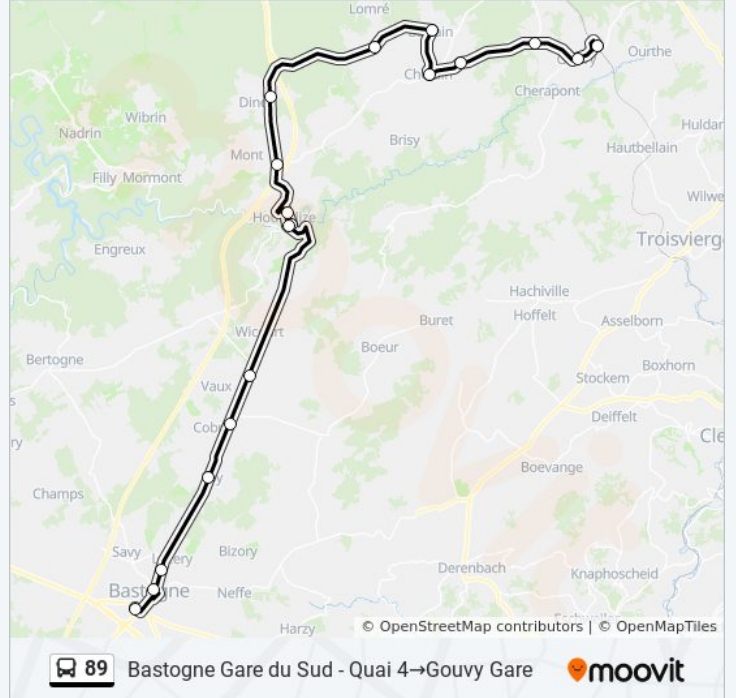 Lomré
Ourthe
Cherapont
Wibrin
Nadrin
Huldan
Brisy
Hautbellain
Mont
Filly Mormont
Wilwe
Engreux
Troisvierg
Hachiville
Hoffelt
Asselborn
Buret
Boeur
Bertogne
Boxhorn
Vaux
Stockem
Deiffelt
Cle
ry
Boevange
Champs
Savy
Bizory
Derenbach
Knaphoscheid
Neffe
Harzy
© OpenStreetMap contributors | © OpenMapTiles
89 Bastogne Gare du Sud - Quai 4→Gouvy Gare
moovit